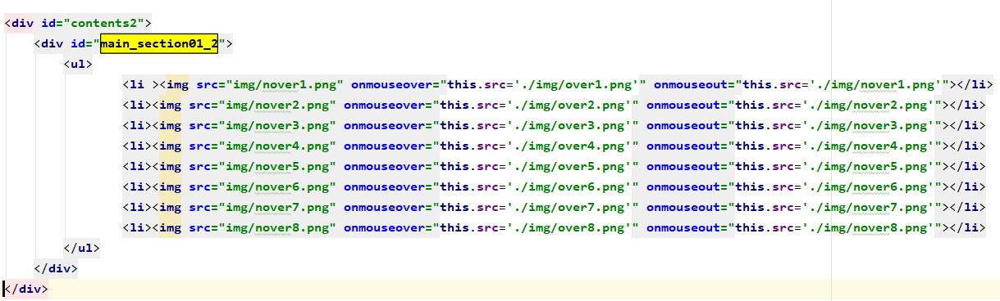 <div id="contents2">
    <div id="main_section01_2">
        <ul>
                <li ><img src="img/nover1.png" onmouseover="this.src='./img/over1.png'" onmouseout="this.src='./img/nover1.png'"></li>
                <li><img src="img/nover2.png" onmouseover="this.src='./img/over2.png'" onmouseout="this.src='./img/nover2.png'"></li>
                <li><img src="img/nover3.png" onmouseover="this.src='./img/over3.png'" onmouseout="this.src='./img/nover3.png'"></li>
                <li><img src="img/nover4.png" onmouseover="this.src='./img/over4.png'" onmouseout="this.src='./img/nover4.png'"></li>
                <li><img src="img/nover5.png" onmouseover="this.src='./img/over5.png'" onmouseout="this.src='./img/nover5.png'"></li>
                <li><img src="img/nover6.png" onmouseover="this.src='./img/over6.png'" onmouseout="this.src='./img/nover6.png'"></li>
                <li><img src="img/nover7.png" onmouseover="this.src='./img/over7.png'" onmouseout="this.src='./img/nover7.png'"></li>
                <li><img src="img/nover8.png" onmouseover="this.src='./img/over8.png'" onmouseout="this.src='./img/nover8.png'"></li>
        </ul>
    </div>
</div>